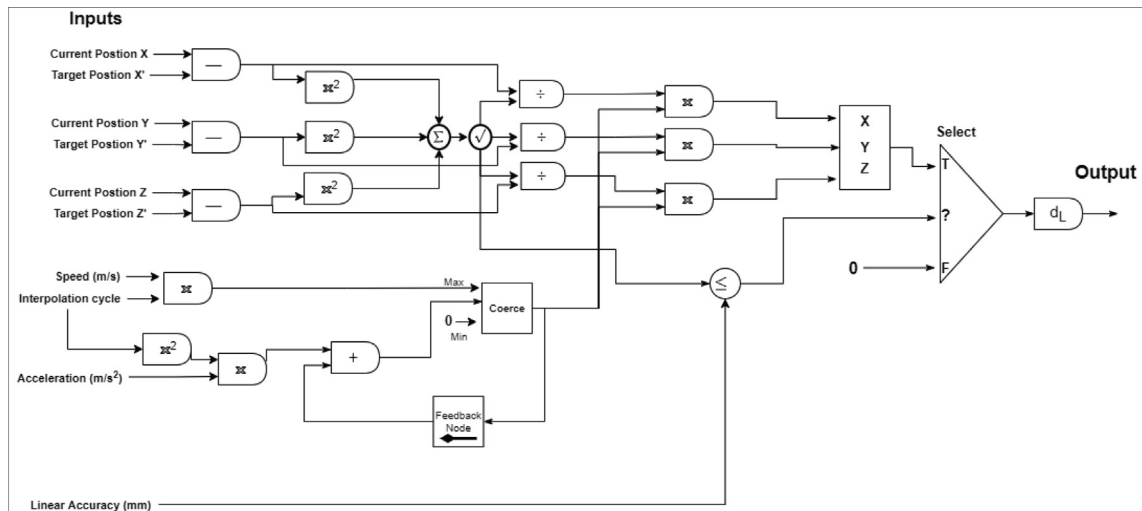 Inputs
Current Postion X
Target Postion X'
—
x²
÷
x
Current Postion Y
Target Postion Y'
—
x²
Σ
√
÷
x
X
Y
Z
Select
T
?
F
Output
d_L
Current Postion Z
Target Postion Z'
—
x²
÷
x
0
Speed (m/s)
Interpolation cycle
x
Max
Coerce
0
Min
≤
x²
x
+
Acceleration (m/s²)
Feedback
Node
Linear Accuracy (mm)